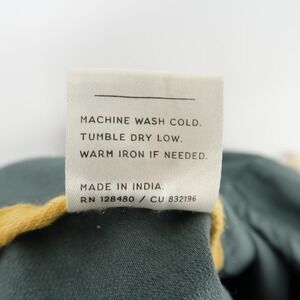 MACHINE WASH COLD.
TUMBLE DRY LOW.
WARM IRON IF NEEDED.
MADE IN INDIA.
RN 128480 / CU 832196